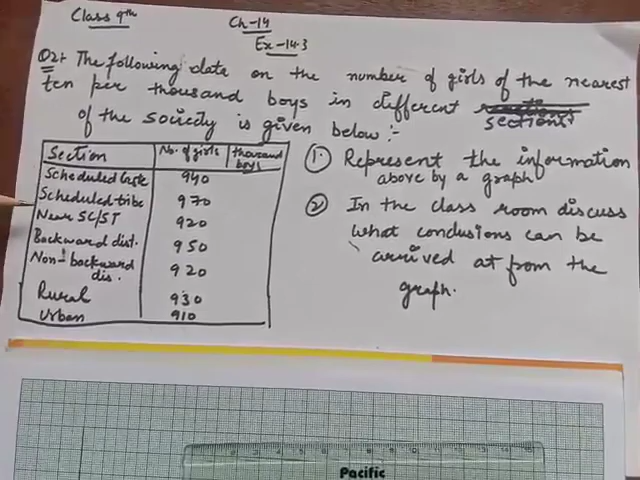 Class 9th
Ch-14
Ex-14.3
Q2:- The following data on the number of girls of the nearest
ten per thousand boys in different sections
of the society is given below:-
Section No. of girls thousand boys
Scheduled caste 940
Scheduled tribe 970
Non SC/ST 920
Backward dist. 950
Non-backward dis. 920
Rural 930
Urban 910
① Represent the information
above by a graph
② In the class room discuss
what conclusions can be
arrived at from the
graph.
Pacific